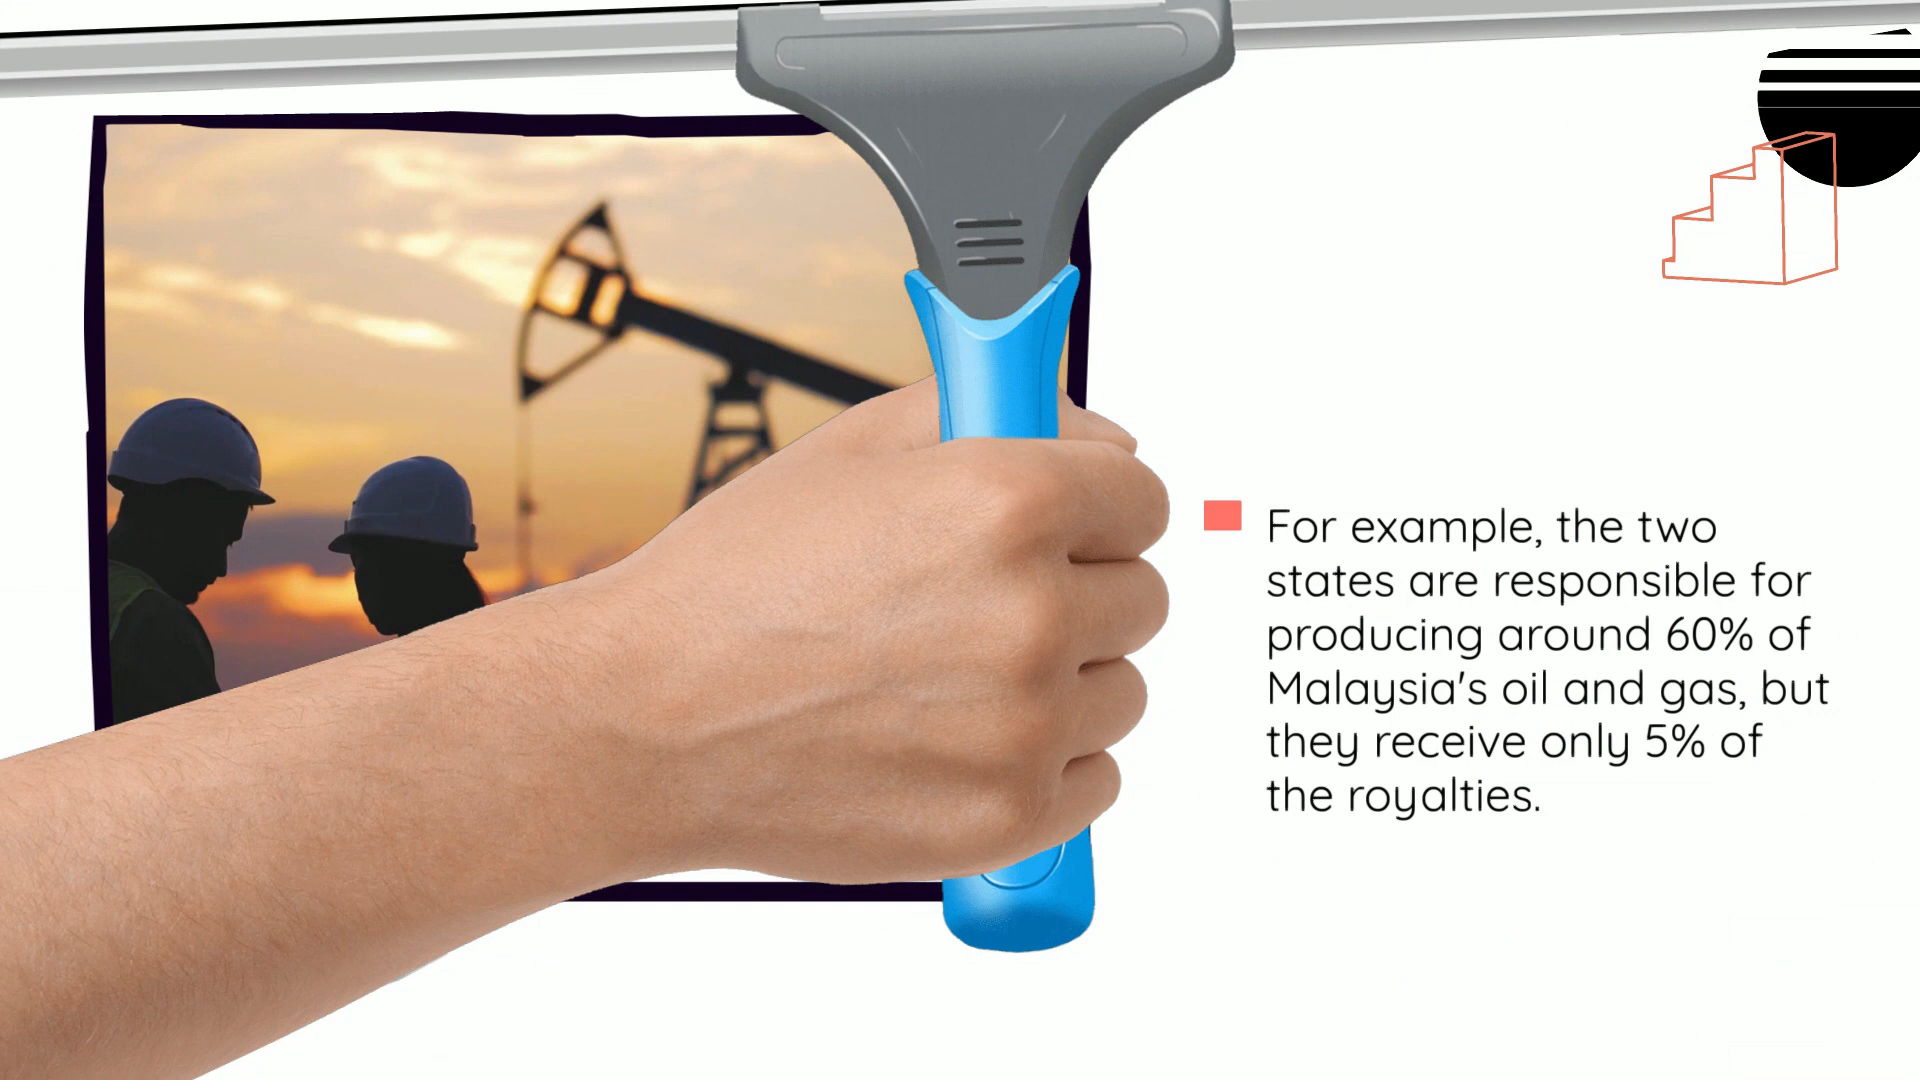 For example, the two
states are responsible for
producing around 60% of
Malaysia's oil and gas, but
they receive only 5% of
the royalties.